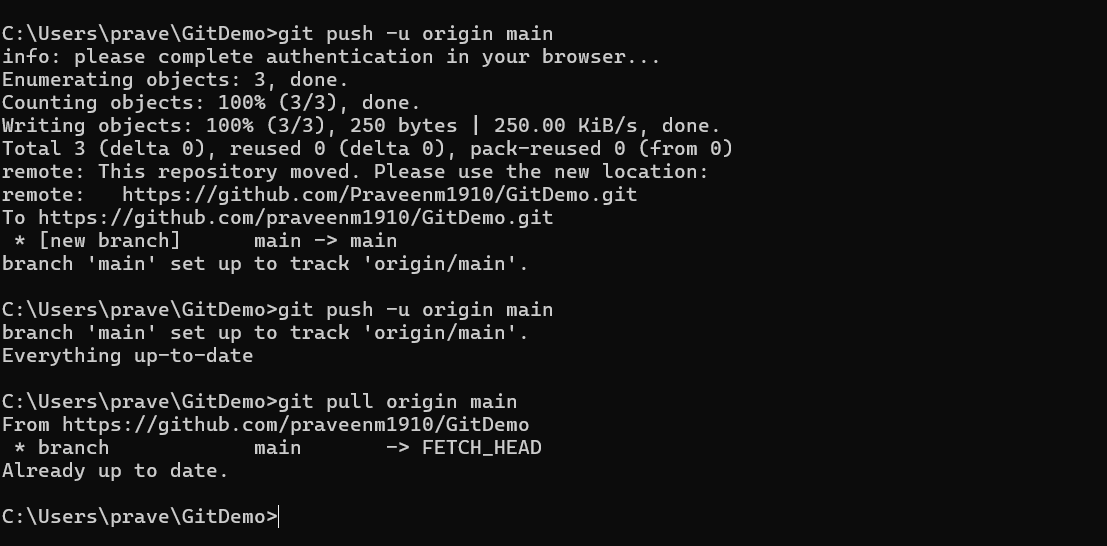 C:\Users\prave\GitDemo>git push -u origin main
info: please complete authentication in your browser...
Enumerating objects: 3, done.
Counting objects: 100% (3/3), done.
Writing objects: 100% (3/3), 250 bytes | 250.00 KiB/s, done.
Total 3 (delta 0), reused 0 (delta 0), pack-reused 0 (from 0)
remote: This repository moved. Please use the new location:
remote:   https://github.com/Praveenm1910/GitDemo.git
To https://github.com/praveenm1910/GitDemo.git
 * [new branch]      main -> main
branch 'main' set up to track 'origin/main'.
C:\Users\prave\GitDemo>git push -u origin main
branch 'main' set up to track 'origin/main'.
Everything up-to-date
C:\Users\prave\GitDemo>git pull origin main
From https://github.com/praveenm1910/GitDemo
 * branch            main       -> FETCH_HEAD
Already up to date.
C:\Users\prave\GitDemo>